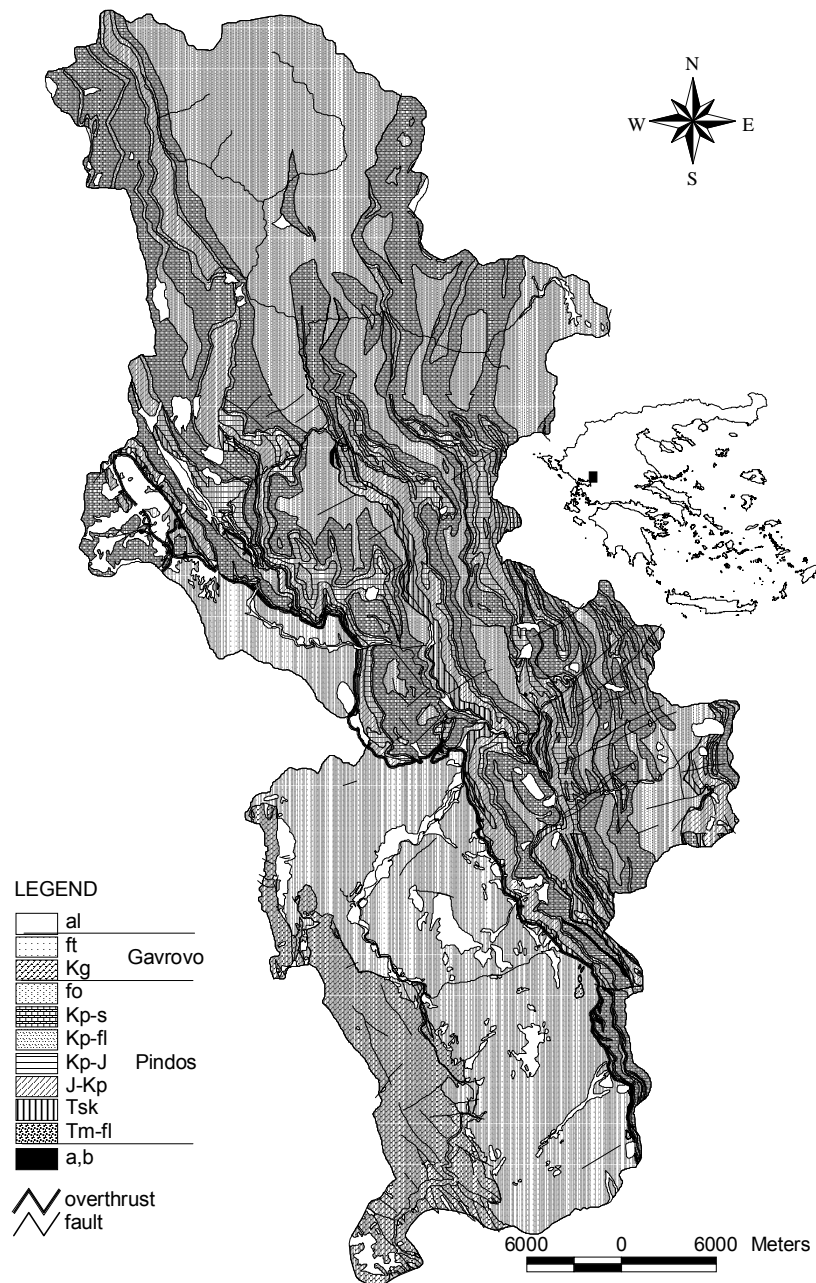 N
W E
S
LEGEND
al
ft
Gavrovo
Kg
fo
Kp-s
Kp-fl
Kp-J Pindos
J-Kp
Tsk
Tm-fl
a,b
overthrust
fault
6000 0 6000 Meters